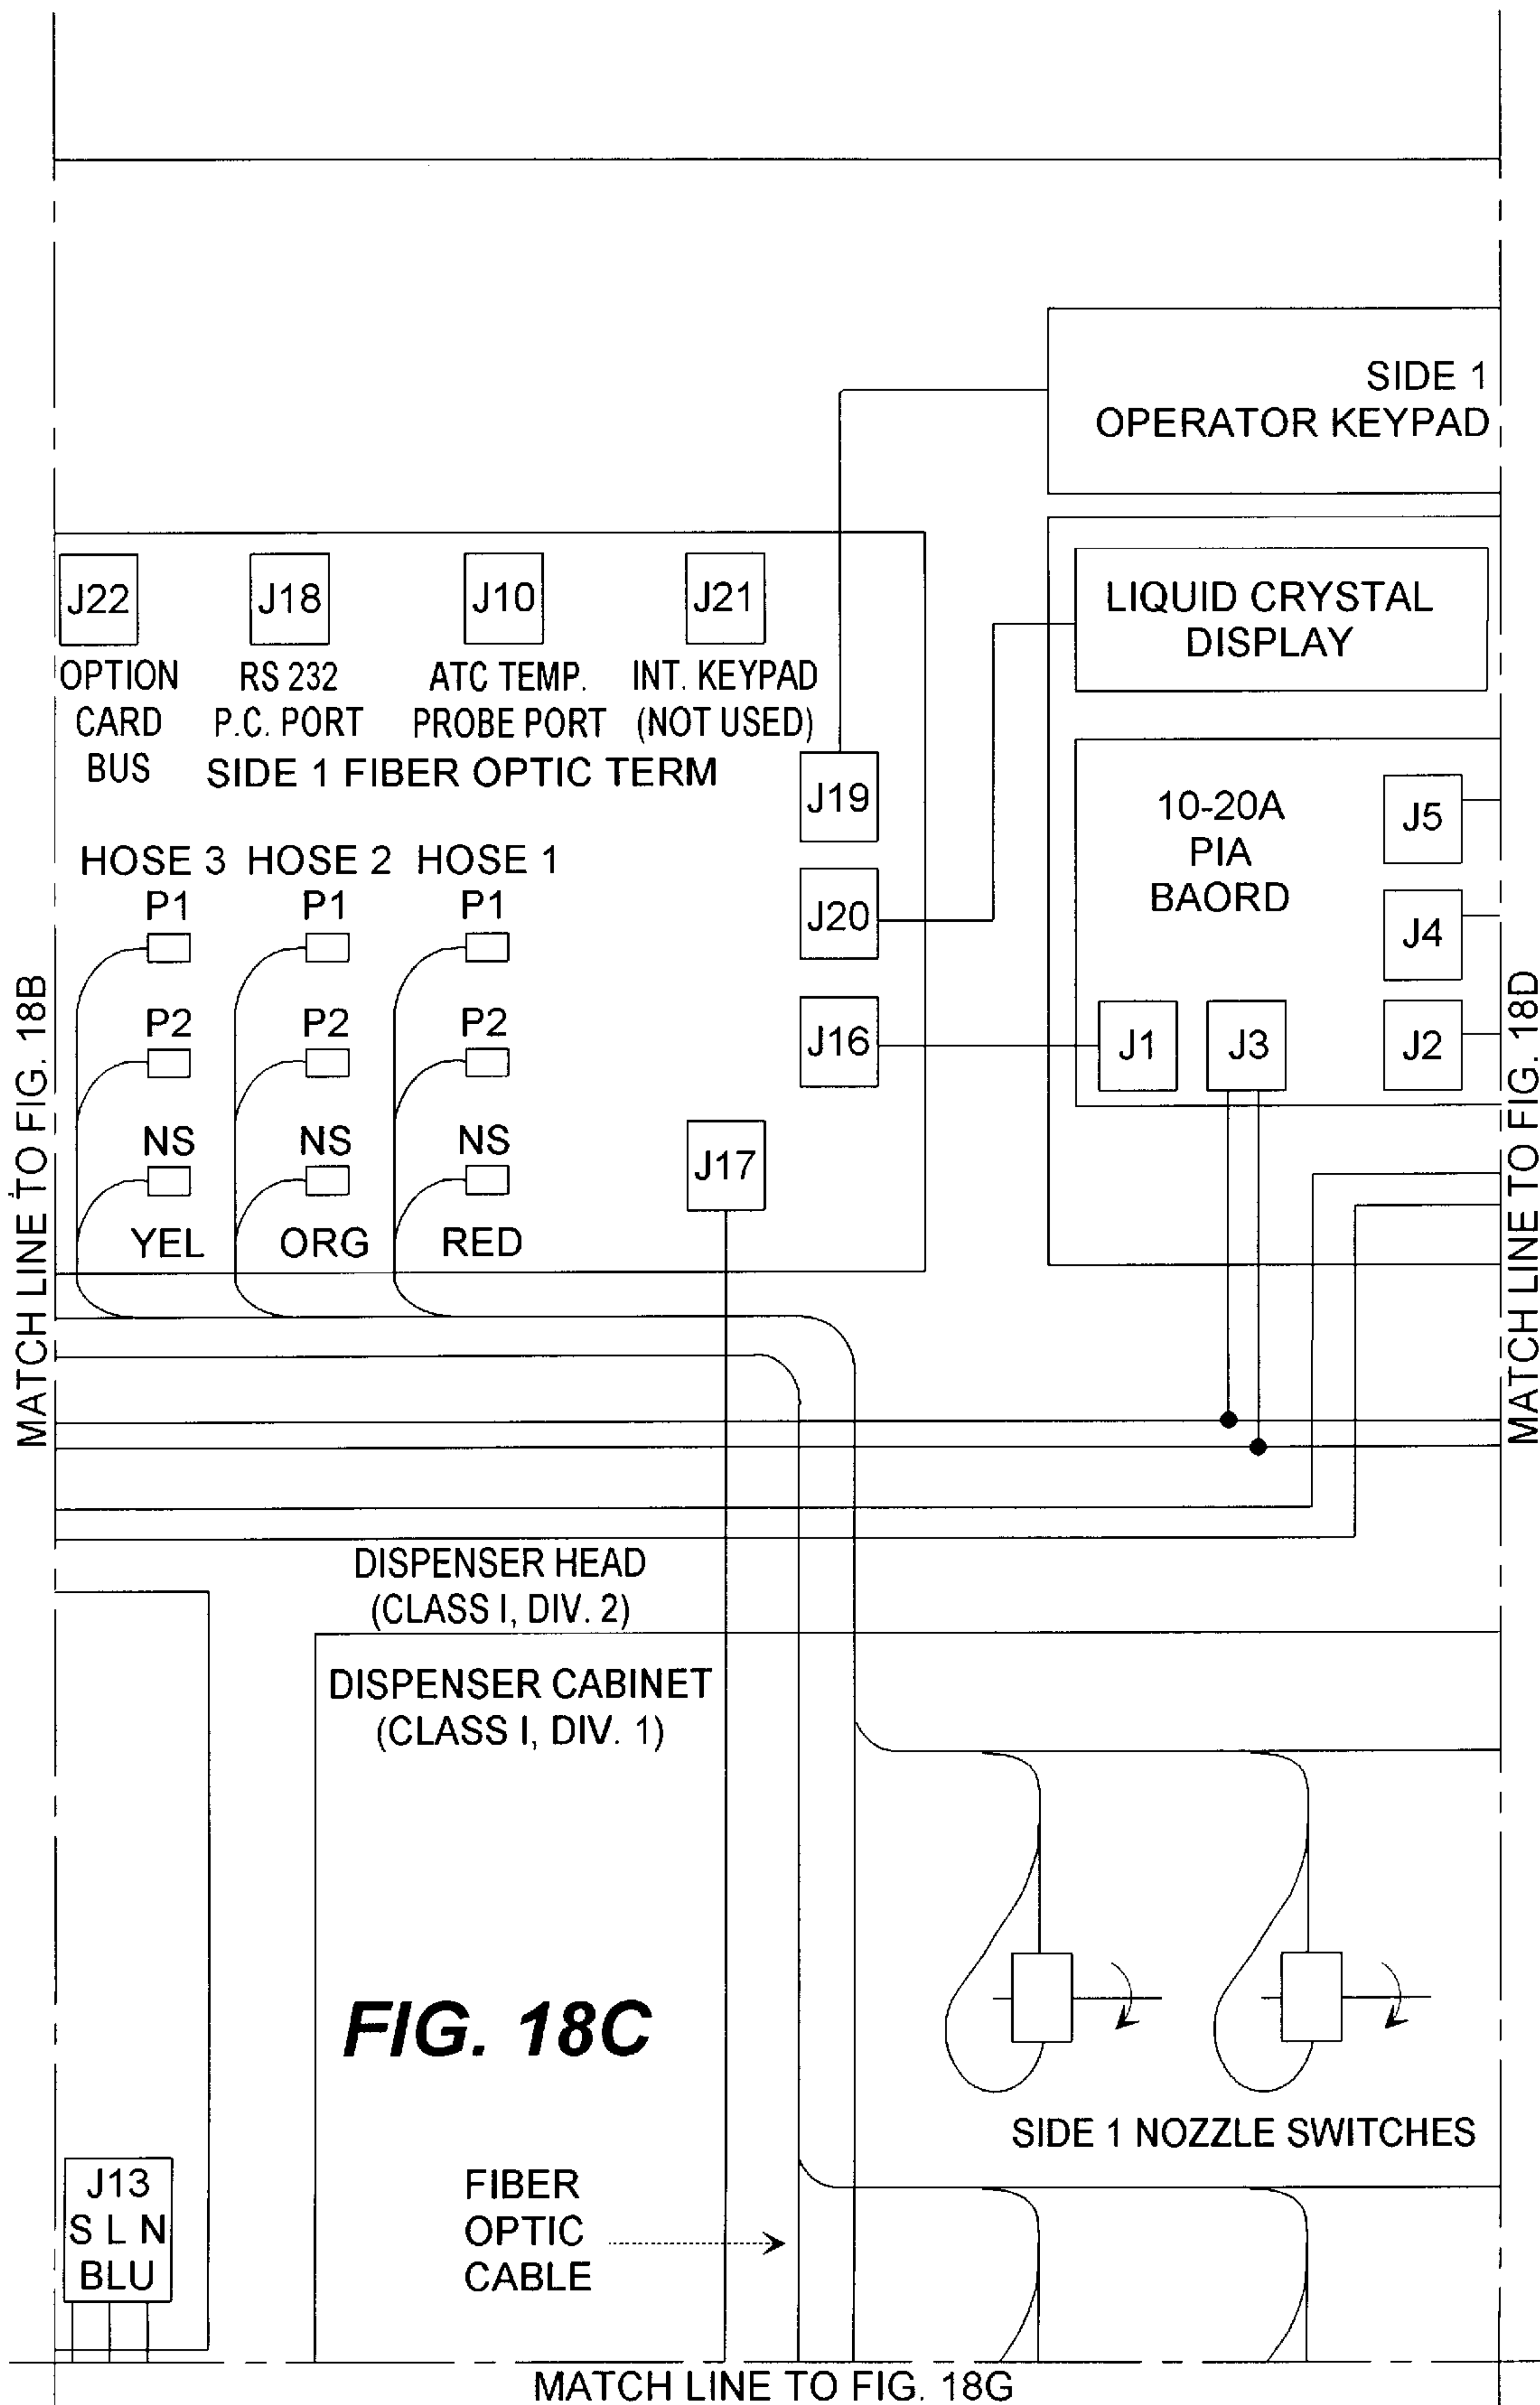 SIDE 1
OPERATOR KEYPAD
J22
J18
J10
J21
LIQUID CRYSTAL
DISPLAY
OPTION
CARD
BUS
RS 232
P.C. PORT
ATC TEMP.
PROBE PORT
INT. KEYPAD
(NOT USED)
SIDE 1 FIBER OPTIC TERM
J19
10-20A
PIA
BAORD
J5
HOSE 3 HOSE 2 HOSE 1
P1
P1
P1
J20
J4
P2
P2
P2
J16
J1
J3
J2
NS
NS
NS
J17
YEL
ORG
RED
MATCH LINE TO FIG. 18B
MATCH LINE TO FIG. 18D
DISPENSER HEAD
(CLASS I, DIV. 2)
DISPENSER CABINET
(CLASS I, DIV. 1)
FIG. 18C
SIDE 1 NOZZLE SWITCHES
J13
S L N
BLU
FIBER
OPTIC
CABLE
MATCH LINE TO FIG. 18G